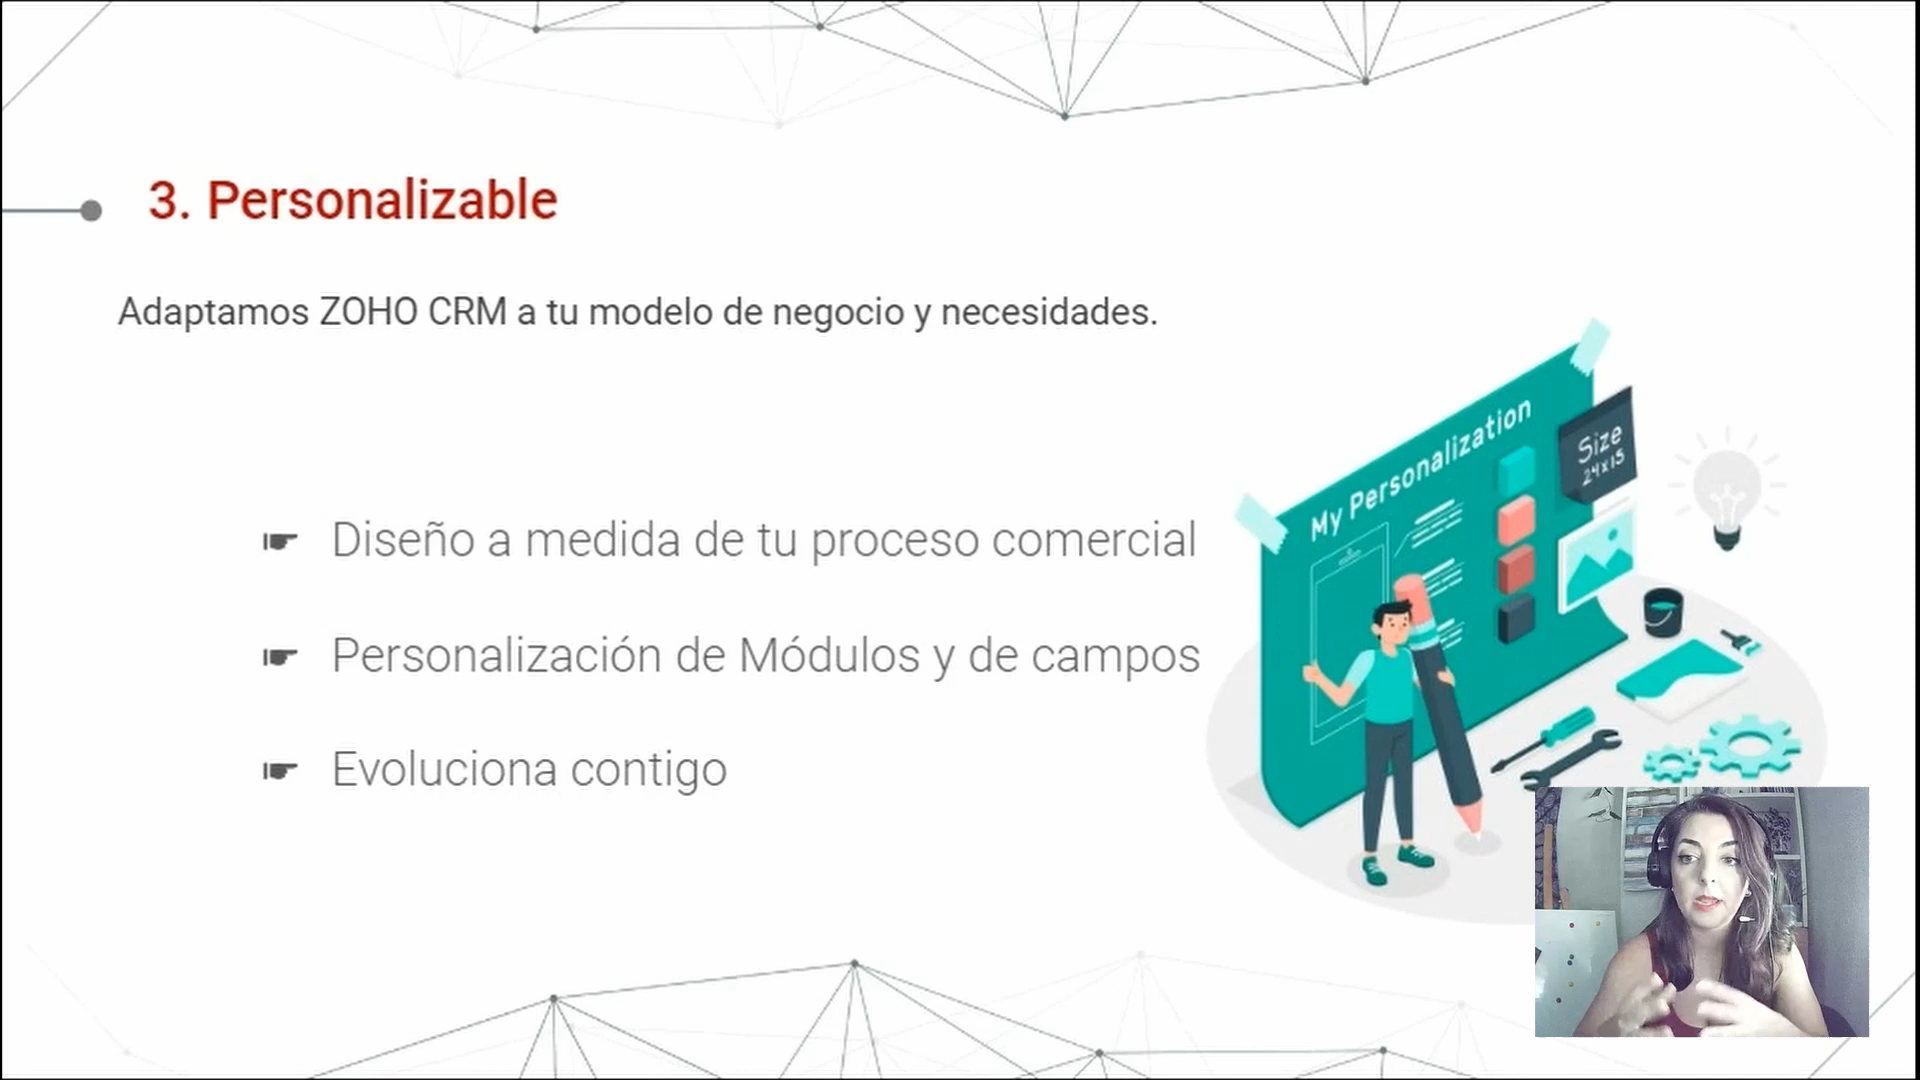 3. Personalizable
Adaptamos ZOHO CRM a tu modelo de negocio y necesidades.
Diseño a medida de tu proceso comercial
Personalización de Módulos y de campos
Evoluciona contigo
My Personalization
Size
24x15